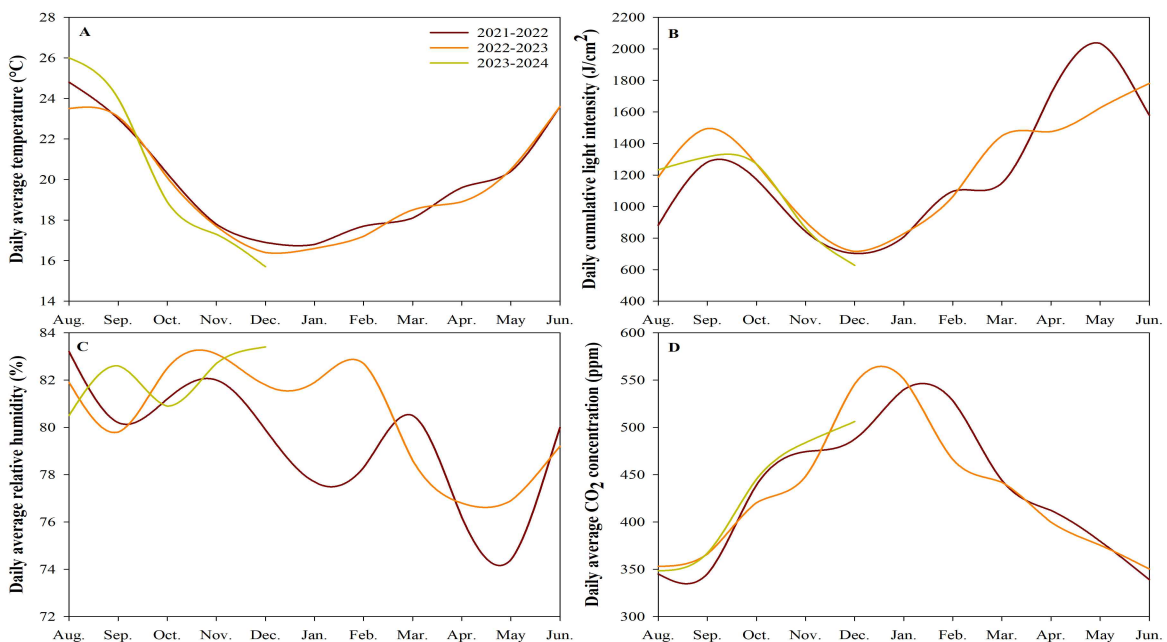 A
2021-2022
2022-2023
2023-2024
Daily average temperature (°C)
28
26
24
22
20
18
16
14
Aug. Sep. Oct. Nov. Dec. Jan. Feb. Mar. Apr. May Jun.
B
Daily cumulative light intensity (J/cm²)
2200
2000
1800
1600
1400
1200
1000
800
600
400
Aug. Sep. Oct. Nov. Dec. Jan. Feb. Mar. Apr. May Jun.
C
Daily average relative humidity (%)
84
82
80
78
76
74
72
Aug. Sep. Oct. Nov. Dec. Jan. Feb. Mar. Apr. May Jun.
D
Daily average CO₂ concentration (ppm)
600
550
500
450
400
350
300
Aug. Sep. Oct. Nov. Dec. Jan. Feb. Mar. Apr. May Jun.